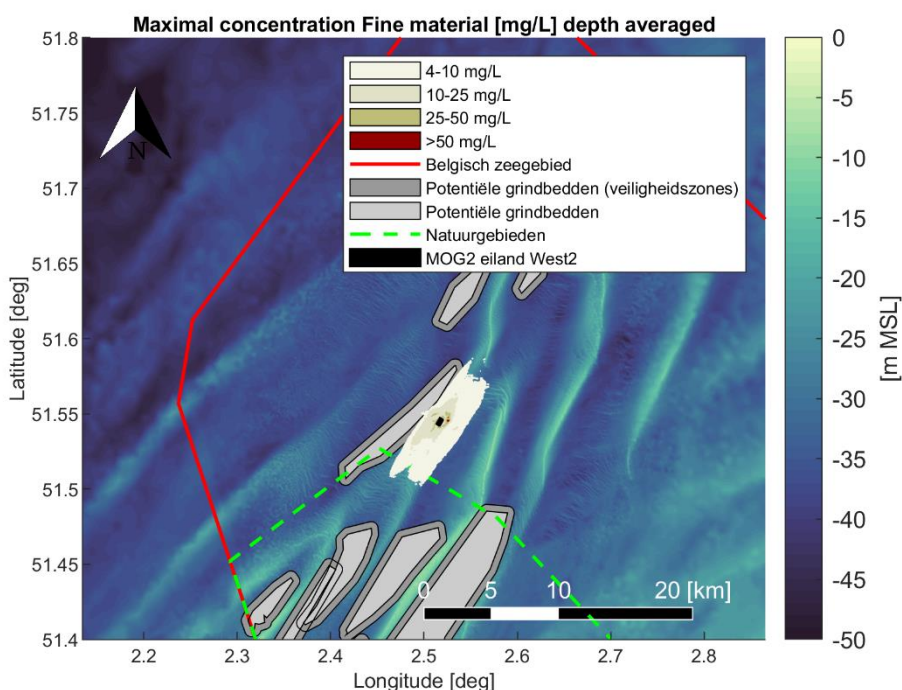 Maximal concentration Fine material [mg/L] depth averaged
4-10 mg/L
10-25 mg/L
25-50 mg/L
>50 mg/L
Belgisch zeegebied
Potentiële grindbedden (veiligheidszones)
Potentiële grindbedden
Natuurgebieden
MOG2 eiland West2
N
51.8
51.75
51.7
51.65
51.6
51.55
51.5
51.45
51.4
Latitude [deg]
2.2
2.3
2.4
2.5
2.6
2.7
2.8
Longitude [deg]
0
5
10
20 [km]
0
-5
-10
-15
-20
-25
-30
-35
-40
-45
-50
[m MSL]